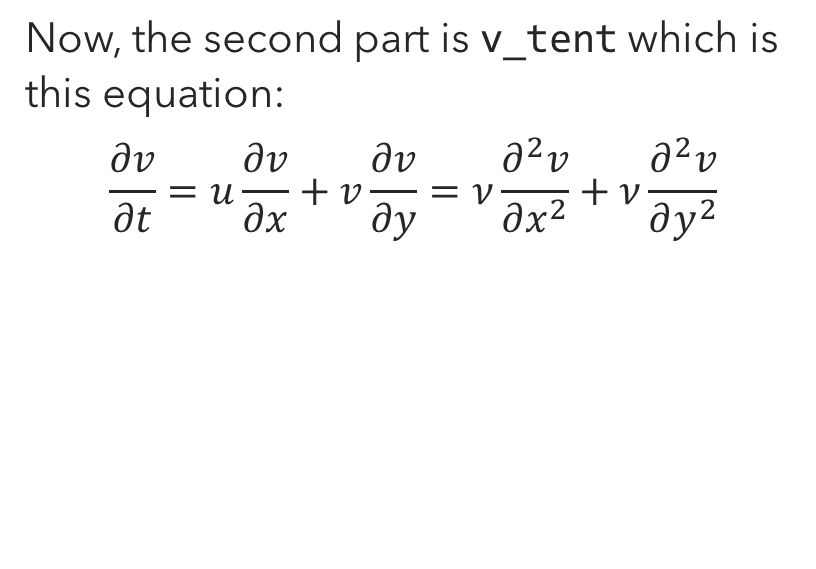 Now, the second part is v_tent which is
this equation:
∂v/∂t = u ∂v/∂x + v ∂v/∂y = ν ∂²v/∂x² + ν ∂²v/∂y²